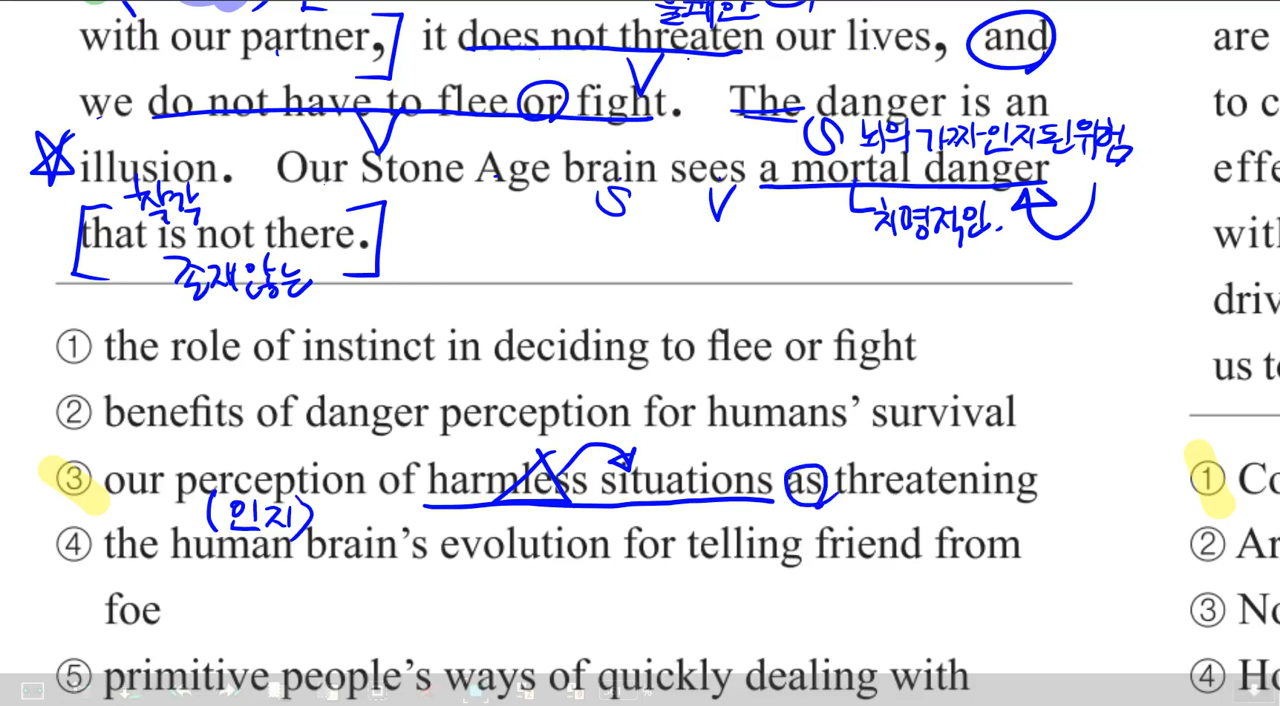 with our partner, it does not threaten our lives, and
we do not have to flee or fight. The danger is an
S 뇌의 가짜인지된위험
illusion. Our Stone Age brain sees a mortal danger
착각 S V 치명적인.
that is not there.
존재않는
① the role of instinct in deciding to flee or fight
② benefits of danger perception for humans' survival
③ our perception of harmless situations as threatening
(인지)
④ the human brain's evolution for telling friend from
foe
⑤ primitive people's ways of quickly dealing with
are
to c
effe
wit
driv
us t
① Co
② Ar
③ No
④ Ho